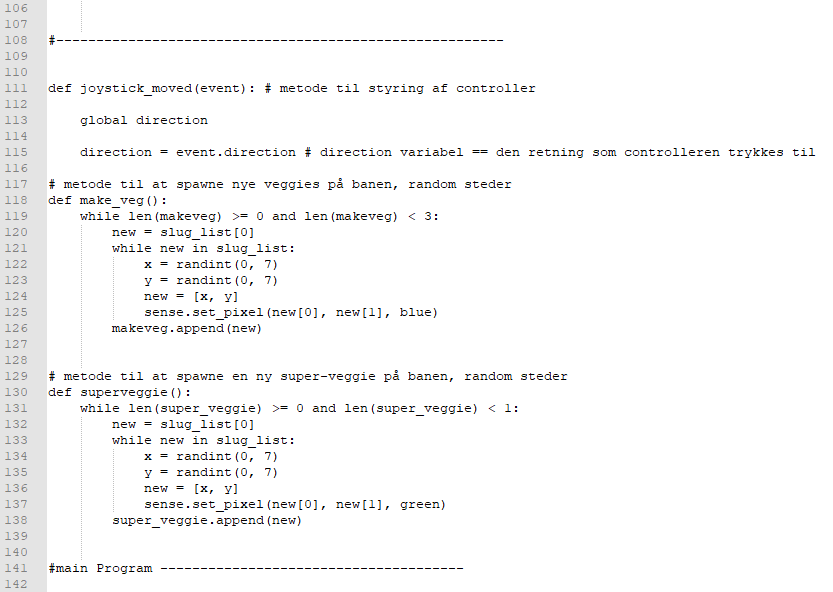 106
107
108 #--------------------------------------------------------
109
110
111 def joystick_moved(event): # metode til styring af controller
112
113     global direction
114
115     direction = event.direction # direction variabel == den retning som controlleren trykkes til
116
117 # metode til at spawne nye veggies på banen, random steder
118 def make_veg():
119     while len(makeveg) >= 0 and len(makeveg) < 3:
120         new = slug_list[0]
121         while new in slug_list:
122             x = randint(0, 7)
123             y = randint(0, 7)
124             new = [x, y]
125             sense.set_pixel(new[0], new[1], blue)
126         makeveg.append(new)
127
128
129 # metode til at spawne en ny super-veggie på banen, random steder
130 def superveggie():
131     while len(super_veggie) >= 0 and len(super_veggie) < 1:
132         new = slug_list[0]
133         while new in slug_list:
134             x = randint(0, 7)
135             y = randint(0, 7)
136             new = [x, y]
137             sense.set_pixel(new[0], new[1], green)
138         super_veggie.append(new)
139
140
141 #main Program --------------------------------------
142